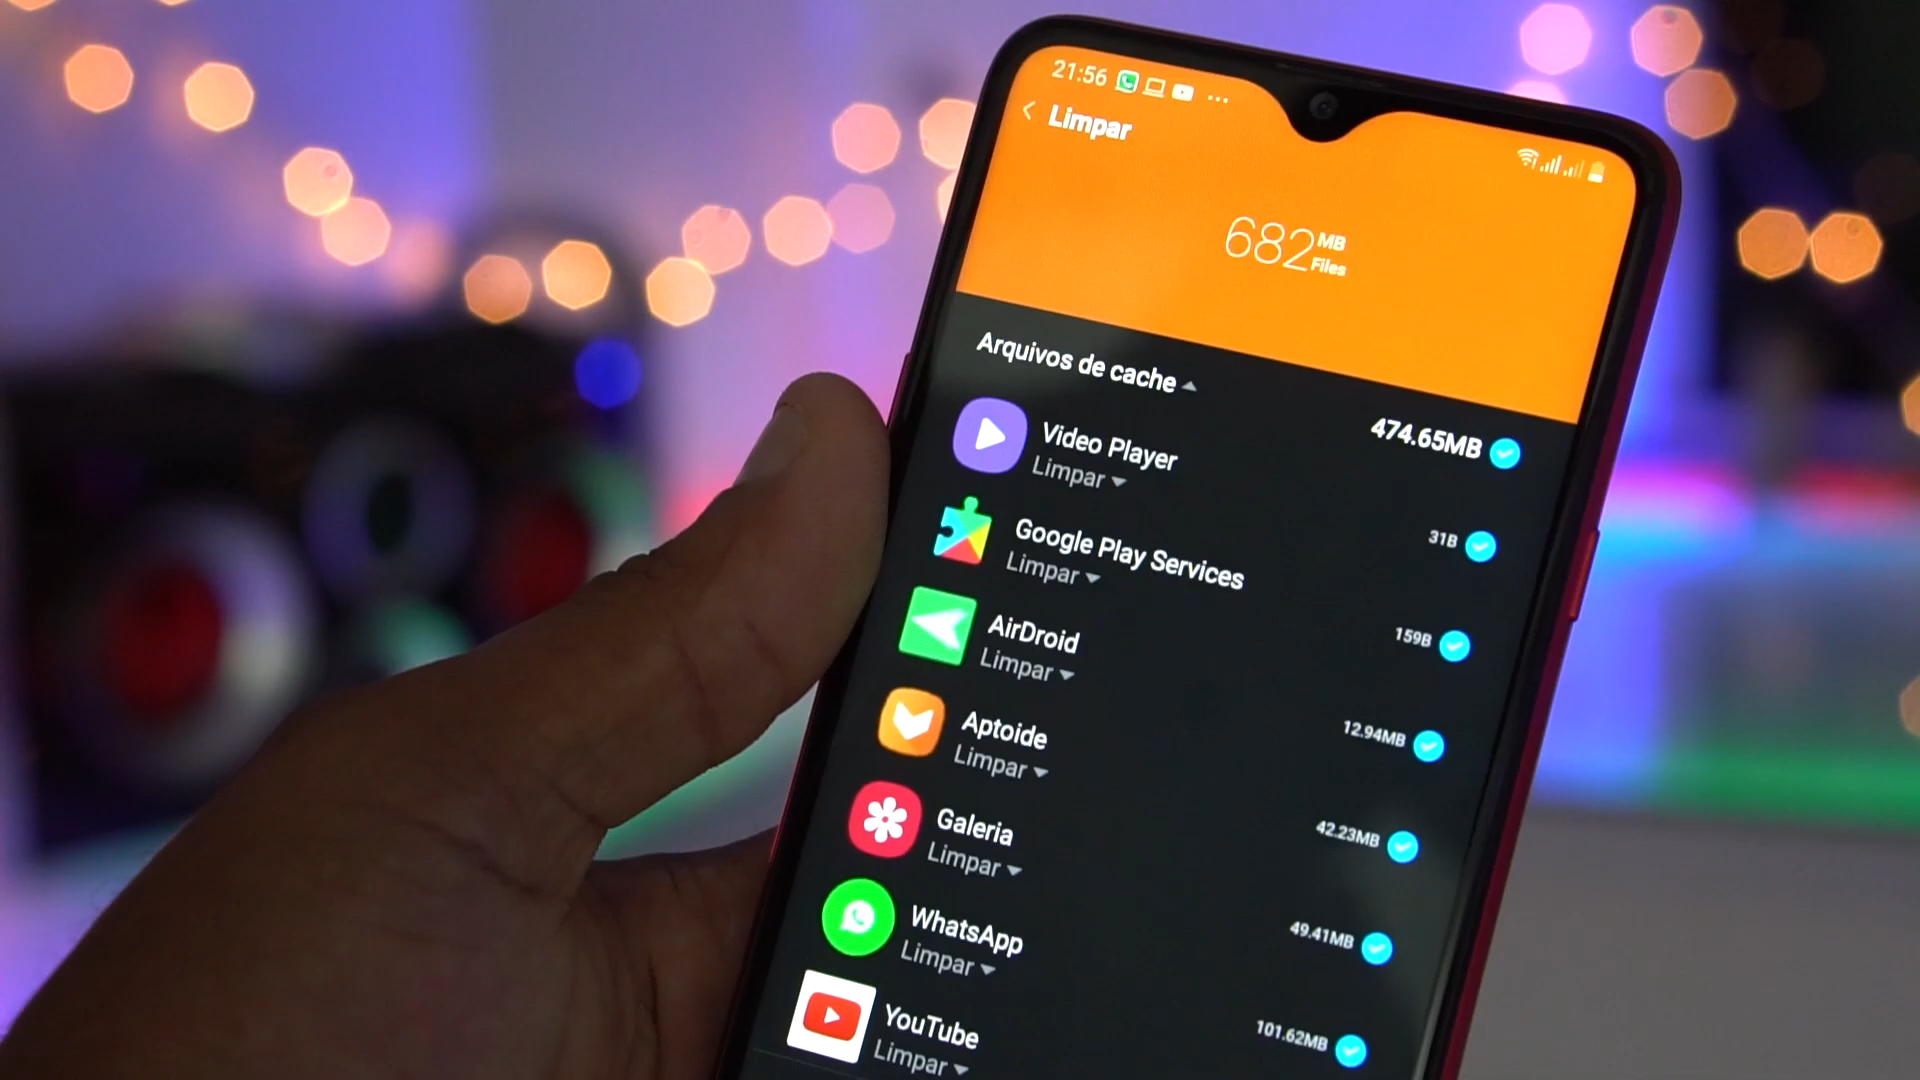 21:56
Limpar
682 MB
Files
Arquivos de cache
474.65MB
Video Player
Limpar
31B
Google Play Services
Limpar
159B
AirDroid
Limpar
12.94MB
Aptoide
Limpar
42.23MB
Galeria
Limpar
49.41MB
WhatsApp
Limpar
101.62MB
YouTube
Limpar